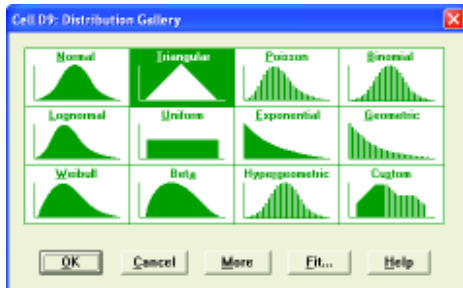 Cell D9: Distribution Gallery
Normal Triangular Poisson Binomial
Lognormal Uniform Exponential Geometric
Weibull Beta Hypergeometric Custom
OK Cancel More Fit... Help